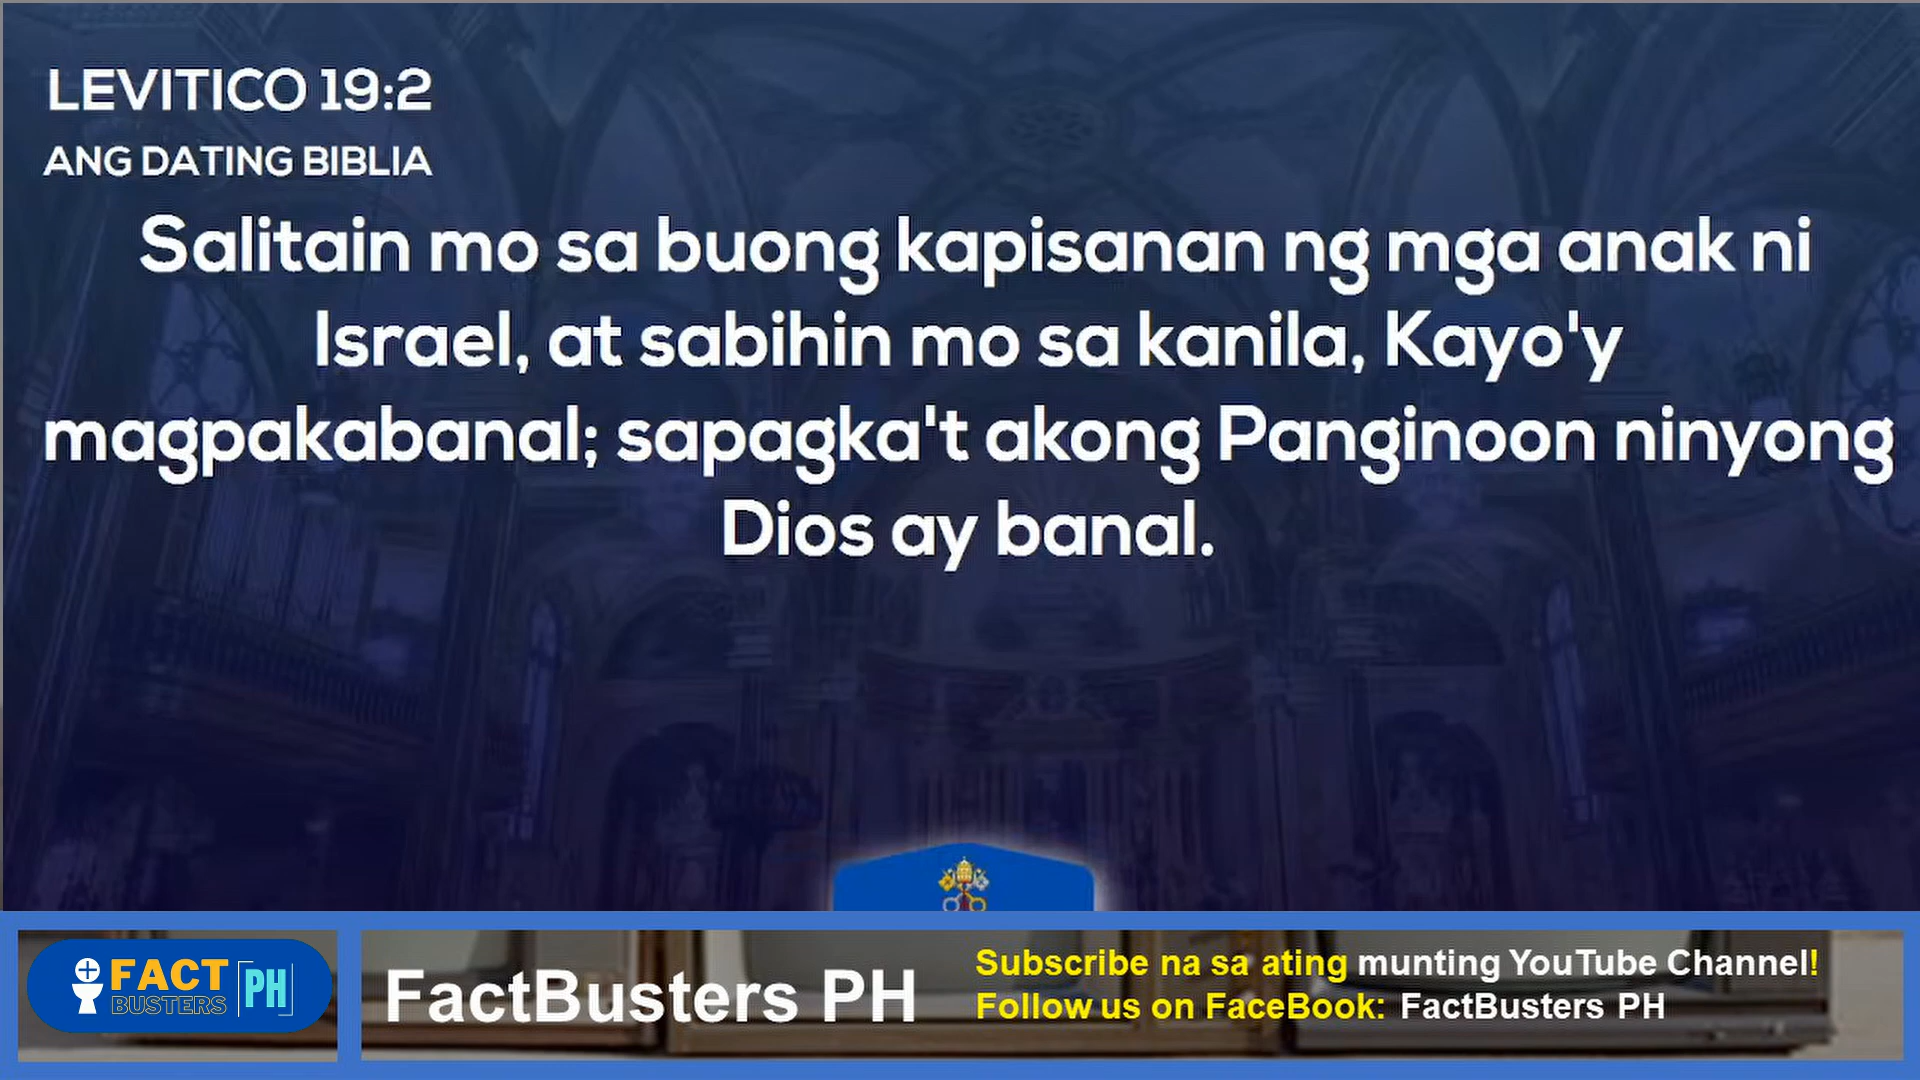 LEVITICO 19:2
ANG DATING BIBLIA
Salitain mo sa buong kapisanan ng mga anak ni
Israel, at sabihin mo sa kanila, Kayo'y
magpakabanal; sapagka't akong Panginoon ninyong
Dios ay banal.
FACT
BUSTERS
PH
FactBusters PH
Subscribe na sa ating munting YouTube Channel!
Follow us on FaceBook: FactBusters PH